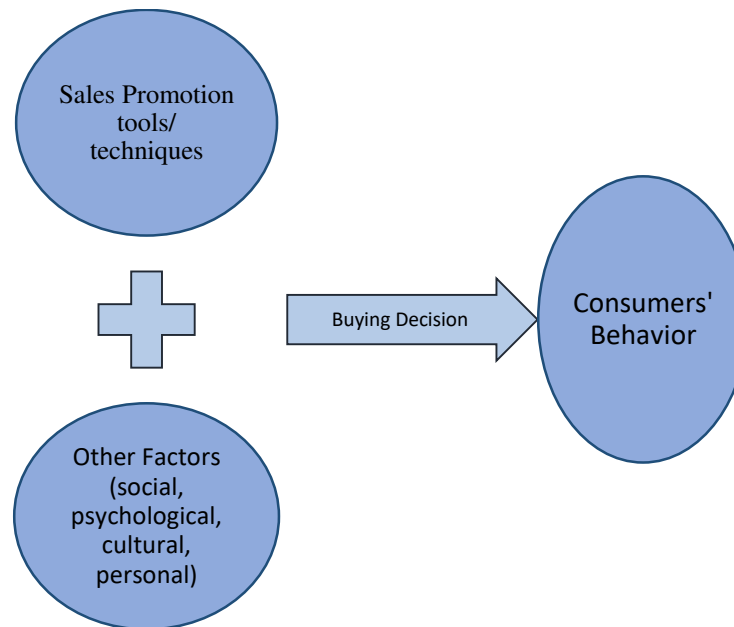 Sales Promotion
tools/
techniques
Buying Decision
Consumers'
Behavior
Other Factors
(social,
psychological,
cultural,
personal)